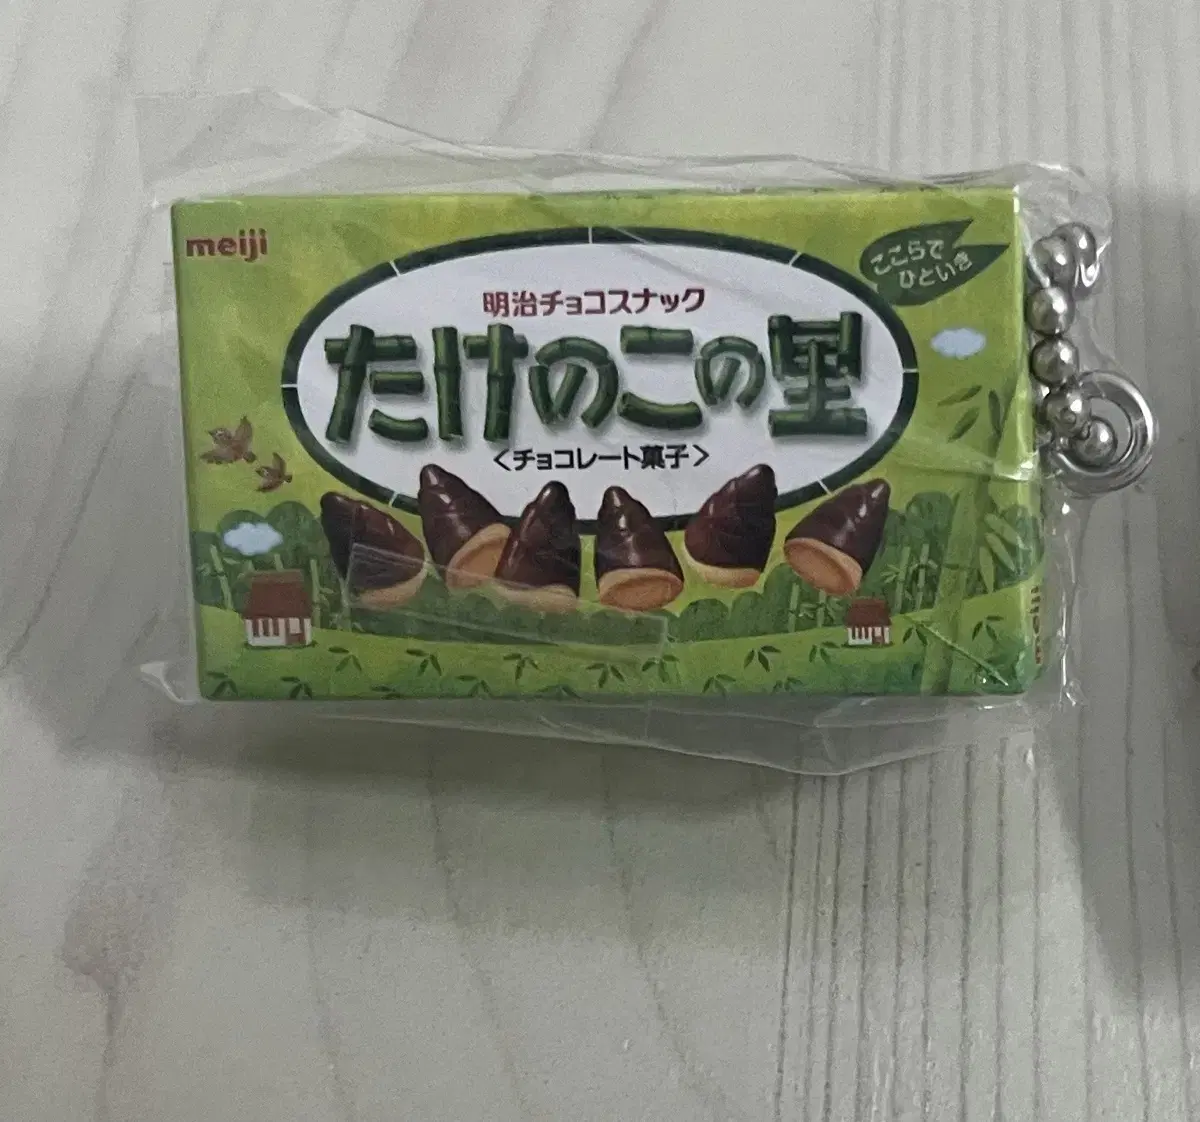 meiji
ここらで
ひといき
明治チョコスナック
たけのこの里
<チョコレート菓子>
meiji